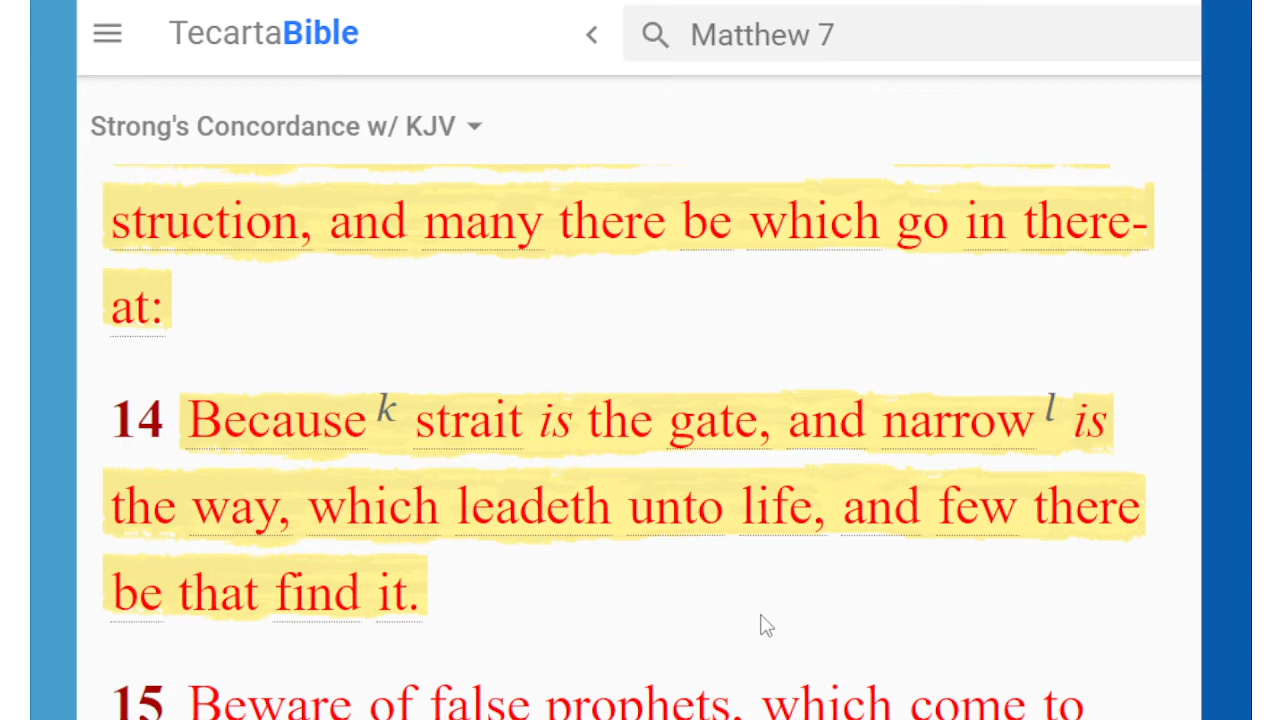 TecartaBible
Matthew 7
Strong's Concordance w/ KJV
struction, and many there be which go in there-
at:
14 Because k strait is the gate, and narrow l is
the way, which leadeth unto life, and few there
be that find it.
15 Beware of false prophets, which come to